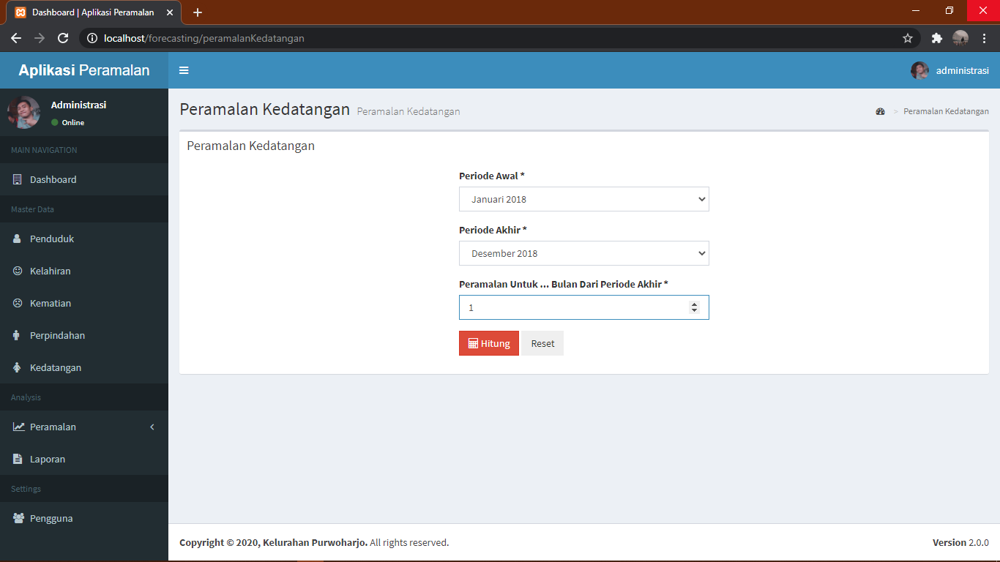 Dashboard | Aplikasi Peramalan
localhost/forecasting/peramalanKedatangan
Aplikasi Peramalan
administrasi
Administrasi
Online
MAIN NAVIGATION
Dashboard
Master Data
Penduduk
Kelahiran
Kematian
Perpindahan
Kedatangan
Analysis
Peramalan
Laporan
Settings
Pengguna
Peramalan Kedatangan Peramalan Kedatangan
> Peramalan Kedatangan
Peramalan Kedatangan
Periode Awal *
Januari 2018
Periode Akhir *
Desember 2018
Peramalan Untuk ... Bulan Dari Periode Akhir *
1
Hitung Reset
Copyright © 2020, Kelurahan Purwoharjo. All rights reserved.
Version 2.0.0